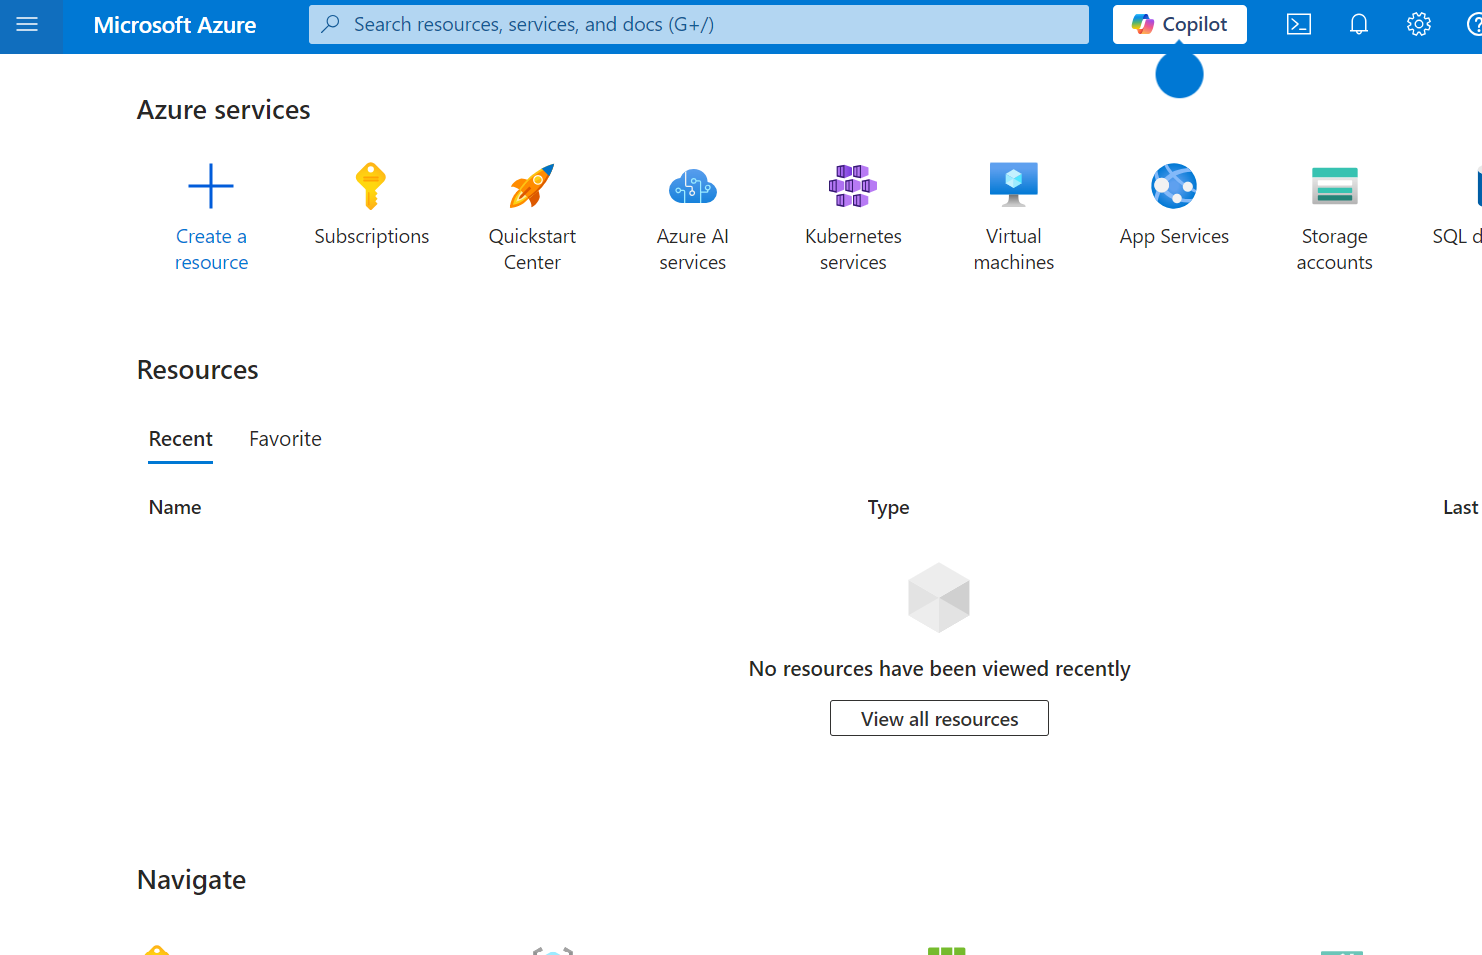 Microsoft Azure
Search resources, services, and docs (G+/)
Copilot
Azure services
Create a
resource
Subscriptions
Quickstart
Center
Azure AI
services
Kubernetes
services
Virtual
machines
App Services
Storage
accounts
SQL d
Resources
Recent
Favorite
Name
Type
Last
No resources have been viewed recently
View all resources
Navigate